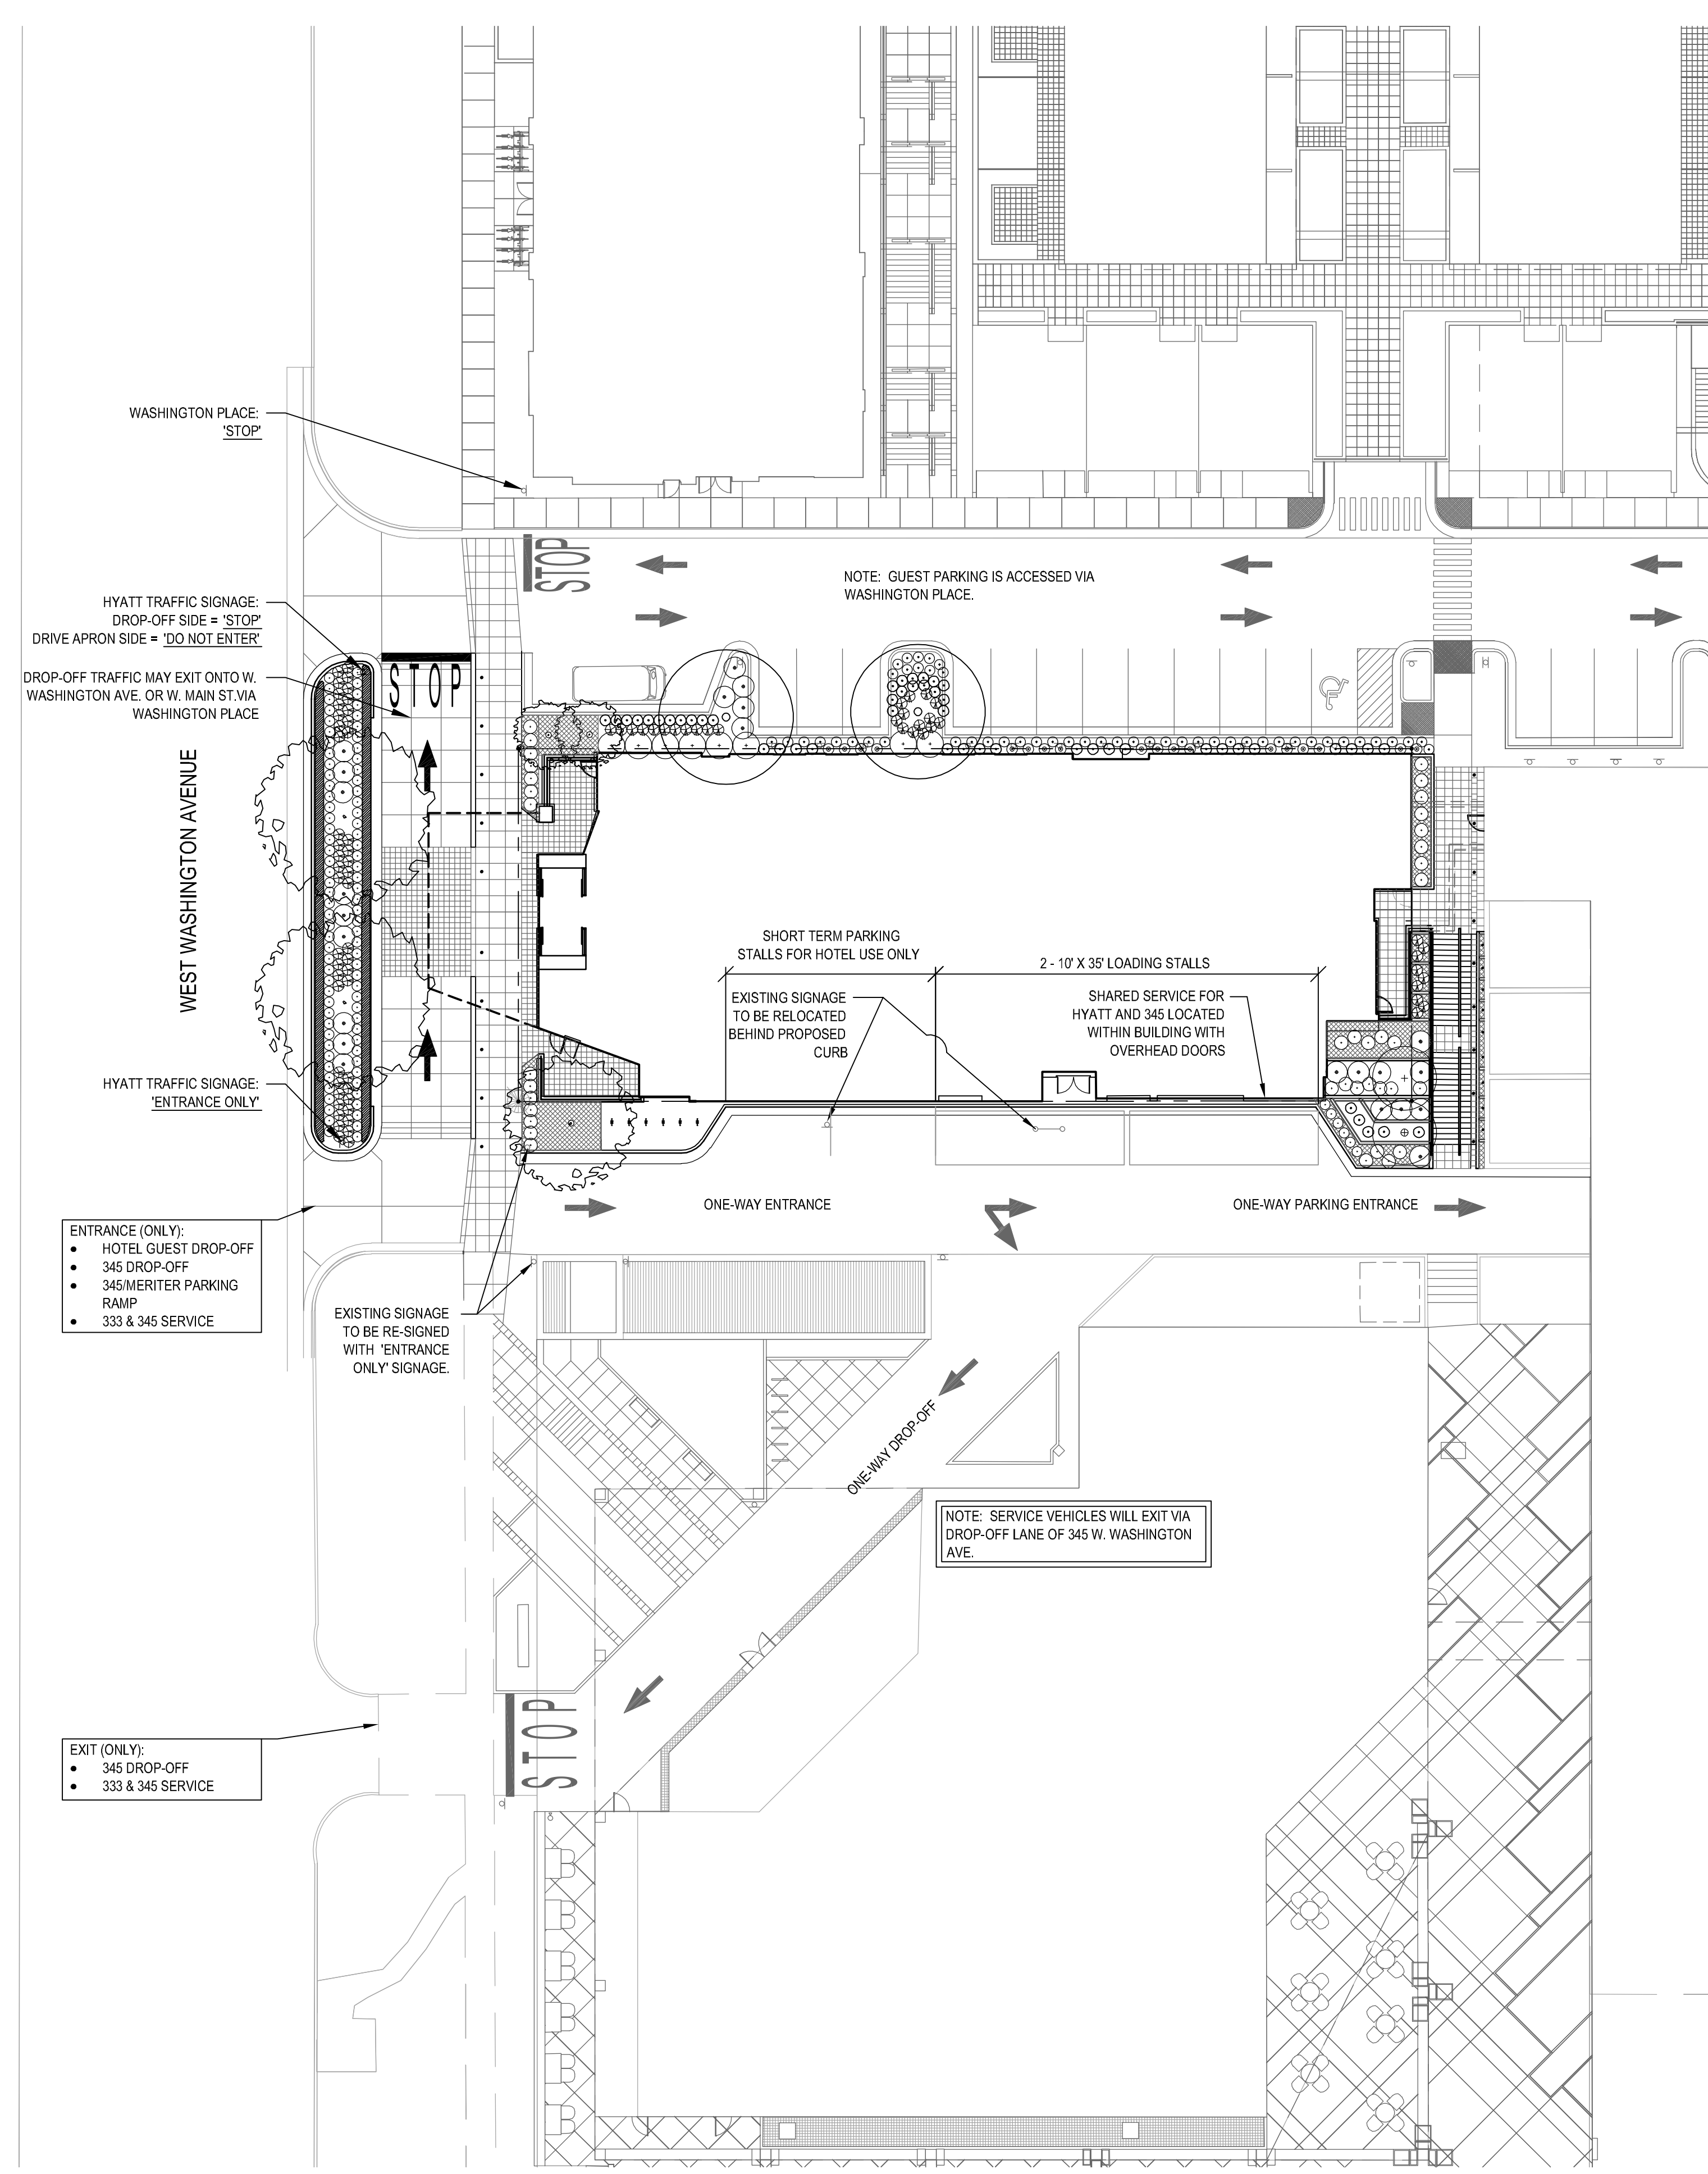 WASHINGTON PLACE:
'STOP'
STOP
NOTE: GUEST PARKING IS ACCESSED VIA
WASHINGTON PLACE.
HYATT TRAFFIC SIGNAGE:
DROP-OFF SIDE = 'STOP'
DRIVE APRON SIDE = 'DO NOT ENTER'
STOP
DROP-OFF TRAFFIC MAY EXIT ONTO W.
WASHINGTON AVE. OR W. MAIN ST.VIA
WASHINGTON PLACE
WEST WASHINGTON AVENUE
SHORT TERM PARKING
STALLS FOR HOTEL USE ONLY
2 - 10' X 35' LOADING STALLS
EXISTING SIGNAGE
TO BE RELOCATED
BEHIND PROPOSED
CURB
SHARED SERVICE FOR
HYATT AND 345 LOCATED
WITHIN BUILDING WITH
OVERHEAD DOORS
HYATT TRAFFIC SIGNAGE:
'ENTRANCE ONLY'
ONE-WAY ENTRANCE
ONE-WAY PARKING ENTRANCE
ENTRANCE (ONLY):
● HOTEL GUEST DROP-OFF
● 345 DROP-OFF
● 345/MERITER PARKING
RAMP
● 333 & 345 SERVICE
EXISTING SIGNAGE
TO BE RE-SIGNED
WITH 'ENTRANCE
ONLY' SIGNAGE.
ONE-WAY DROP-OFF
NOTE: SERVICE VEHICLES WILL EXIT VIA
DROP-OFF LANE OF 345 W. WASHINGTON
AVE.
STOP
EXIT (ONLY):
● 345 DROP-OFF
● 333 & 345 SERVICE